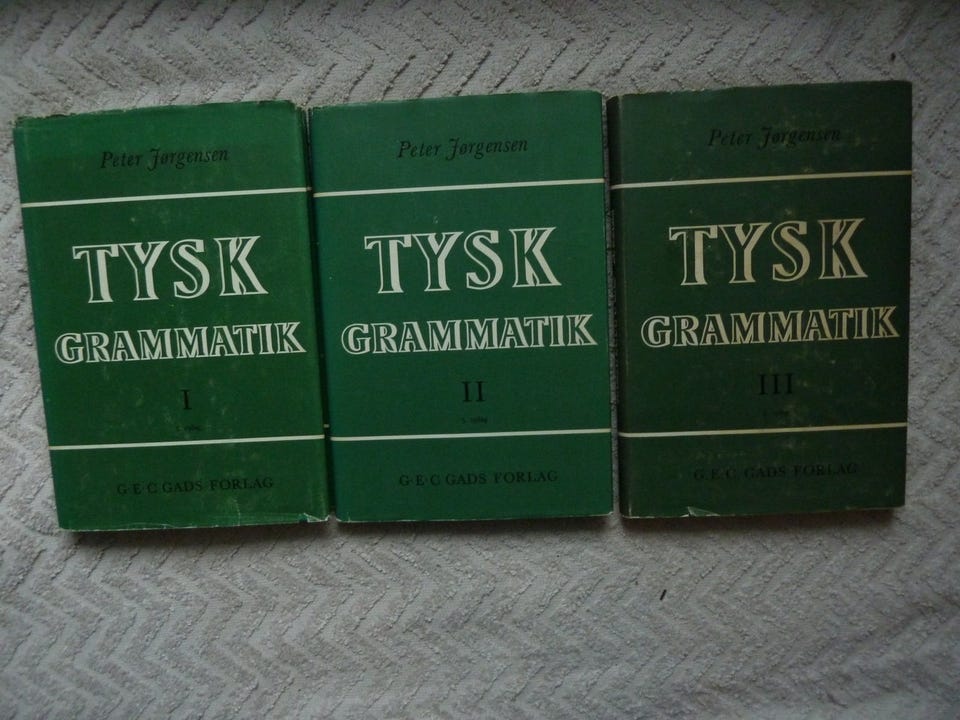 Peter Jørgensen
TYSK
GRAMMATIK
I
Peter Jørgensen
TYSK
GRAMMATIK
II
Peter Jørgensen
TYSK
GRAMMATIK
III
G·E·C GADS FORLAG
G·E·C GADS FORLAG
G·E·C GADS FORLAG